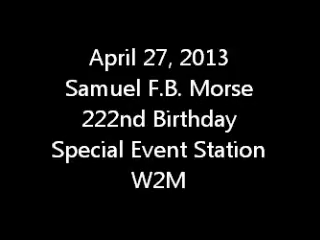 April 27, 2013
Samuel F.B. Morse
222nd Birthday
Special Event Station
W2M